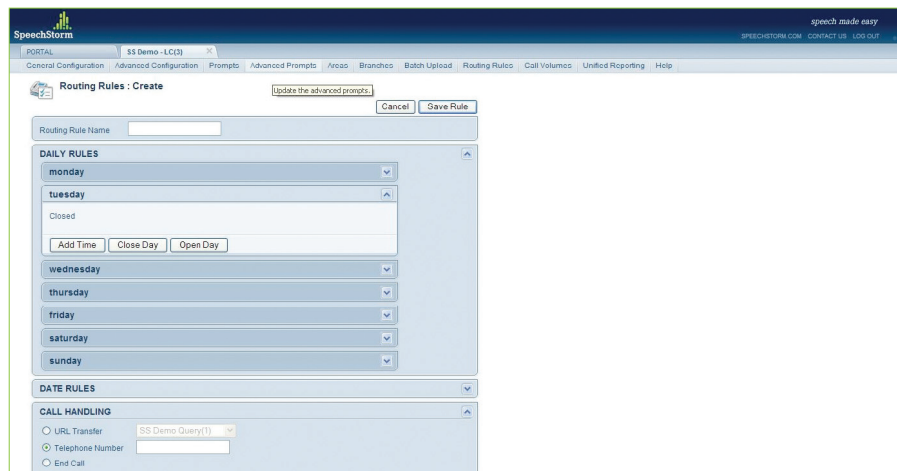 SpeechStorm
speech made easy
SPEECHSTORM.COM CONTACT US LOG OUT
PORTAL SS Demo - LC(3)
General Configuration Advanced Configuration Prompts Advanced Prompts Areas Branches Batch Upload Routing Rules Call Volumes Unified Reporting Help
Routing Rules : Create
Update the advanced prompts.
Cancel Save Rule
Routing Rule Name
DAILY RULES
monday
tuesday
Closed
Add Time Close Day Open Day
wednesday
thursday
friday
saturday
sunday
DATE RULES
CALL HANDLING
URL Transfer SS Demo Query(1)
Telephone Number
End Call